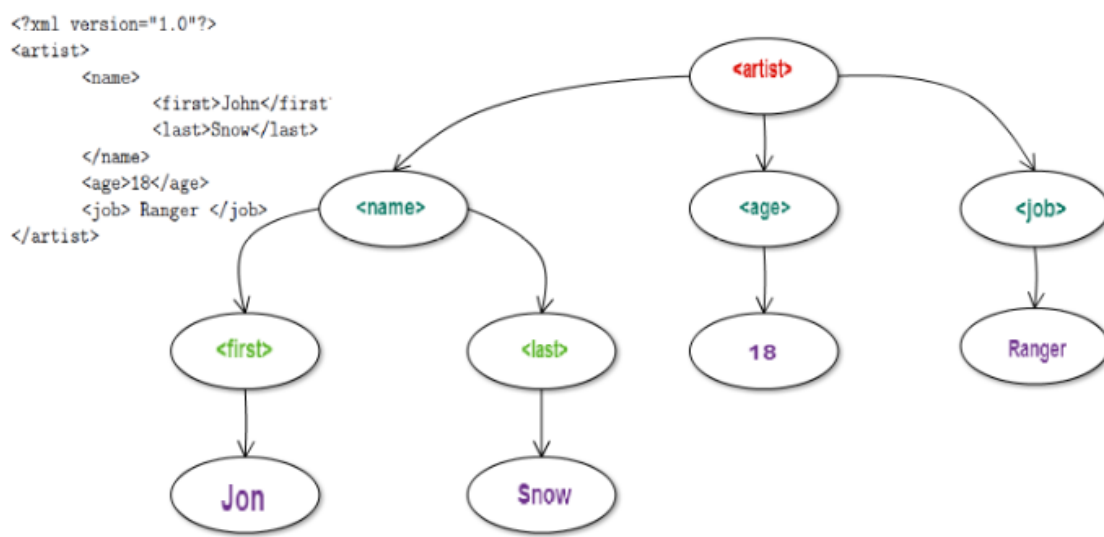 <?xml version="1.0"?>
<artist>
<name>
<first>John</first
<last>Snow</last>
</name>
<age>18</age>
<job> Ranger </job>
</artist>
<artist>
<name>
<age>
<job>
<first>
<last>
18
Ranger
Jon
Snow